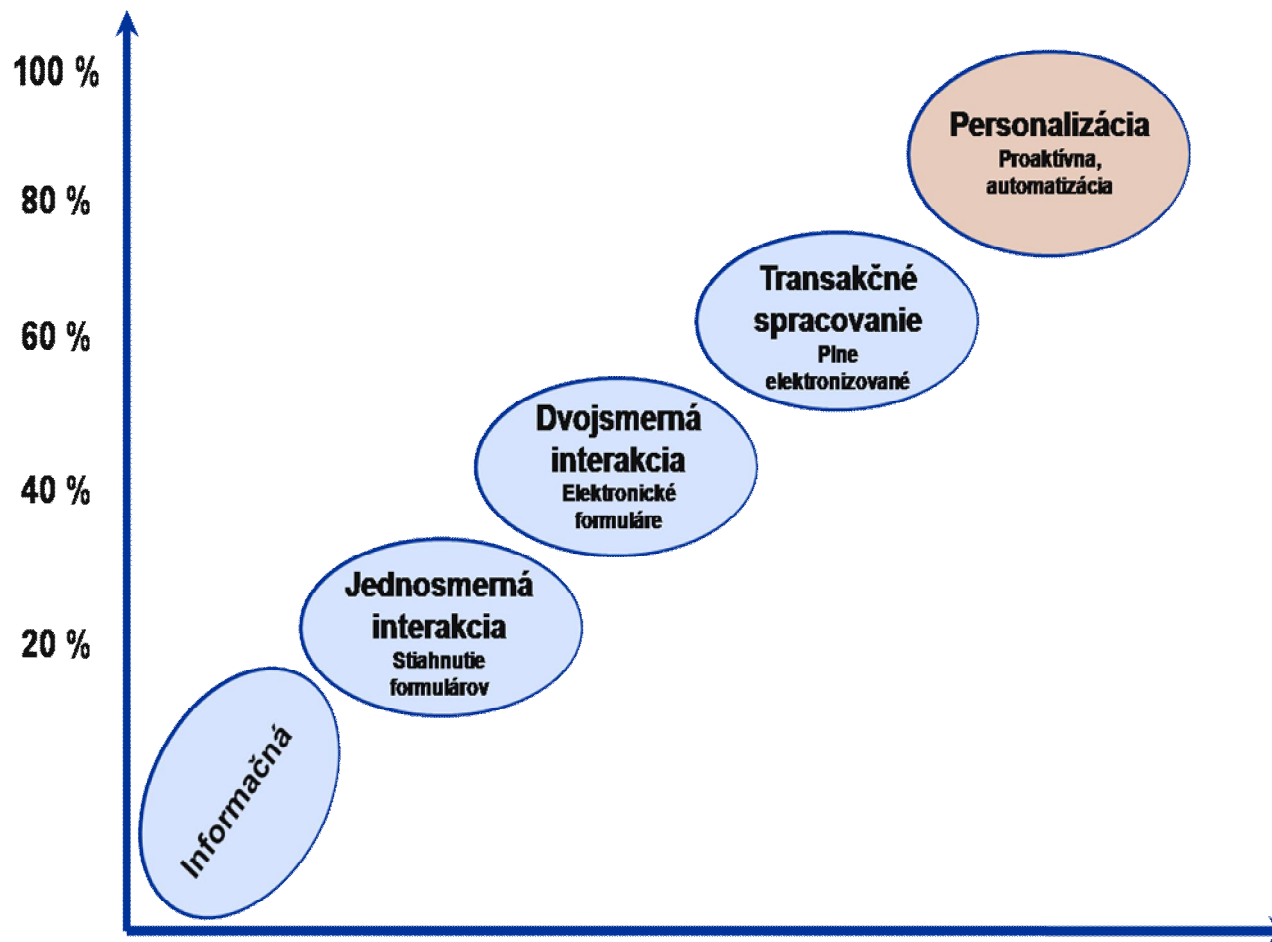 100 %
80 %
60 %
40 %
20 %
Personalizácia
Proaktívna,
automatizácia
Transakčné
spracovanie
Plne
elektronizované
Dvojsmerná
interakcia
Elektronické
formuláre
Jednosmerná
interakcia
Stiahnutie
formulárov
Informačná